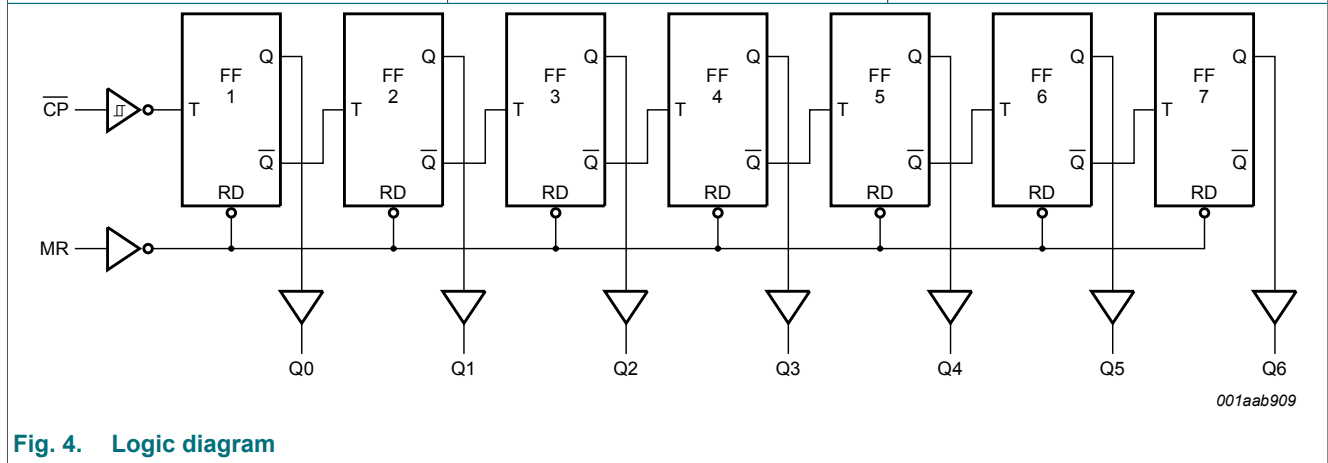 Q Q Q Q Q Q Q
FF FF FF FF FF FF FF
1 2 3 4 5 6 7
C̅P̅ T T T T T T T
Q̅ Q̅ Q̅ Q̅ Q̅ Q̅ Q̅
RD RD RD RD RD RD RD
MR
Q0 Q1 Q2 Q3 Q4 Q5 Q6
001aab909
Fig. 4. Logic diagram